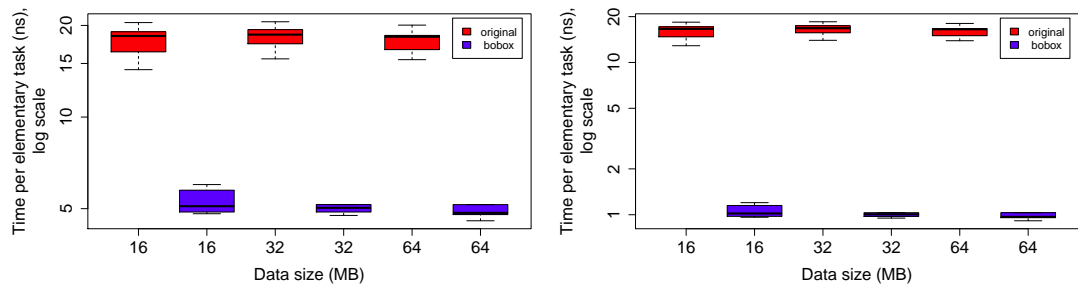 Time per elementary task (ns),
log scale
20
15
10
5
original
bobox
16 16 32 32 64 64
Data size (MB)
Time per elementary task (ns),
log scale
20
10
5
2
1
original
bobox
16 16 32 32 64 64
Data size (MB)